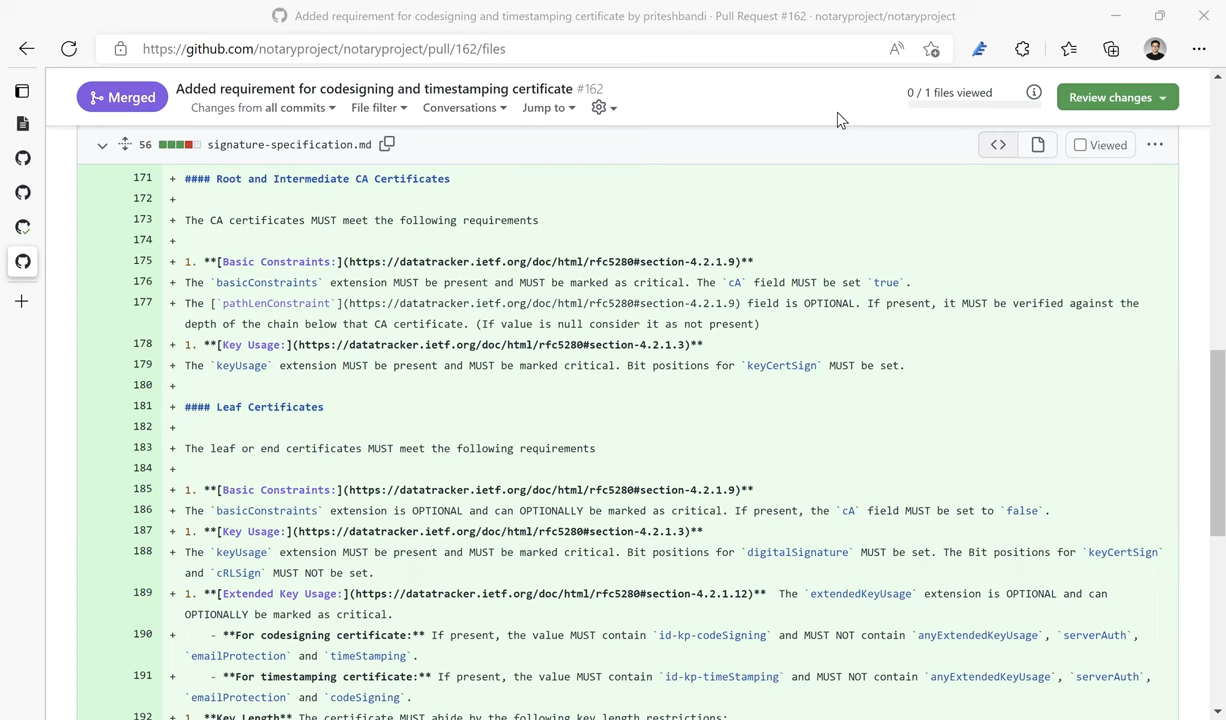 Added requirement for codesigning and timestamping certificate by priteshbandi · Pull Request #162 · notaryproject/notaryproject
https://github.com/notaryproject/notaryproject/pull/162/files
Merged
Added requirement for codesigning and timestamping certificate #162
Changes from all commits
File filter
Conversations
Jump to
0 / 1 files viewed
Review changes
56 signature-specification.md
Viewed
171 + #### Root and Intermediate CA Certificates
172 +
173 + The CA certificates MUST meet the following requirements
174 +
175 + 1. **[Basic Constraints:](https://datatracker.ietf.org/doc/html/rfc5280#section-4.2.1.9)**
176 + The `basicConstraints` extension MUST be present and MUST be marked as critical. The `cA` field MUST be set `true`.
177 + The [`pathLenConstraint`](https://datatracker.ietf.org/doc/html/rfc5280#section-4.2.1.9) field is OPTIONAL. If present, it MUST be verified against the
depth of the chain below that CA certificate. (If value is null consider it as not present)
178 + 1. **[Key Usage:](https://datatracker.ietf.org/doc/html/rfc5280#section-4.2.1.3)**
179 + The `keyUsage` extension MUST be present and MUST be marked critical. Bit positions for `keyCertSign` MUST be set.
180 +
181 + #### Leaf Certificates
182 +
183 + The leaf or end certificates MUST meet the following requirements
184 +
185 + 1. **[Basic Constraints:](https://datatracker.ietf.org/doc/html/rfc5280#section-4.2.1.9)**
186 + The `basicConstraints` extension is OPTIONAL and can OPTIONALLY be marked as critical. If present, the `cA` field MUST be set to `false`.
187 + 1. **[Key Usage:](https://datatracker.ietf.org/doc/html/rfc5280#section-4.2.1.3)**
188 + The `keyUsage` extension MUST be present and MUST be marked critical. Bit positions for `digitalSignature` MUST be set. The Bit positions for `keyCertSign`
and `cRLSign` MUST NOT be set.
189 + 1. **[Extended Key Usage:](https://datatracker.ietf.org/doc/html/rfc5280#section-4.2.1.12)** The `extendedKeyUsage` extension is OPTIONAL and can
OPTIONALLY be marked as critical.
190 + - **For codesigning certificate:** If present, the value MUST contain `id-kp-codeSigning` and MUST NOT contain `anyExtendedKeyUsage`, `serverAuth`,
`emailProtection` and `timeStamping`.
191 + - **For timestamping certificate:** If present, the value MUST contain `id-kp-timeStamping` and MUST NOT contain `anyExtendedKeyUsage`, `serverAuth`,
`emailProtection` and `codeSigning`.
192 + 1. **Key Length** The certificate MUST abide by the following key length restrictions: